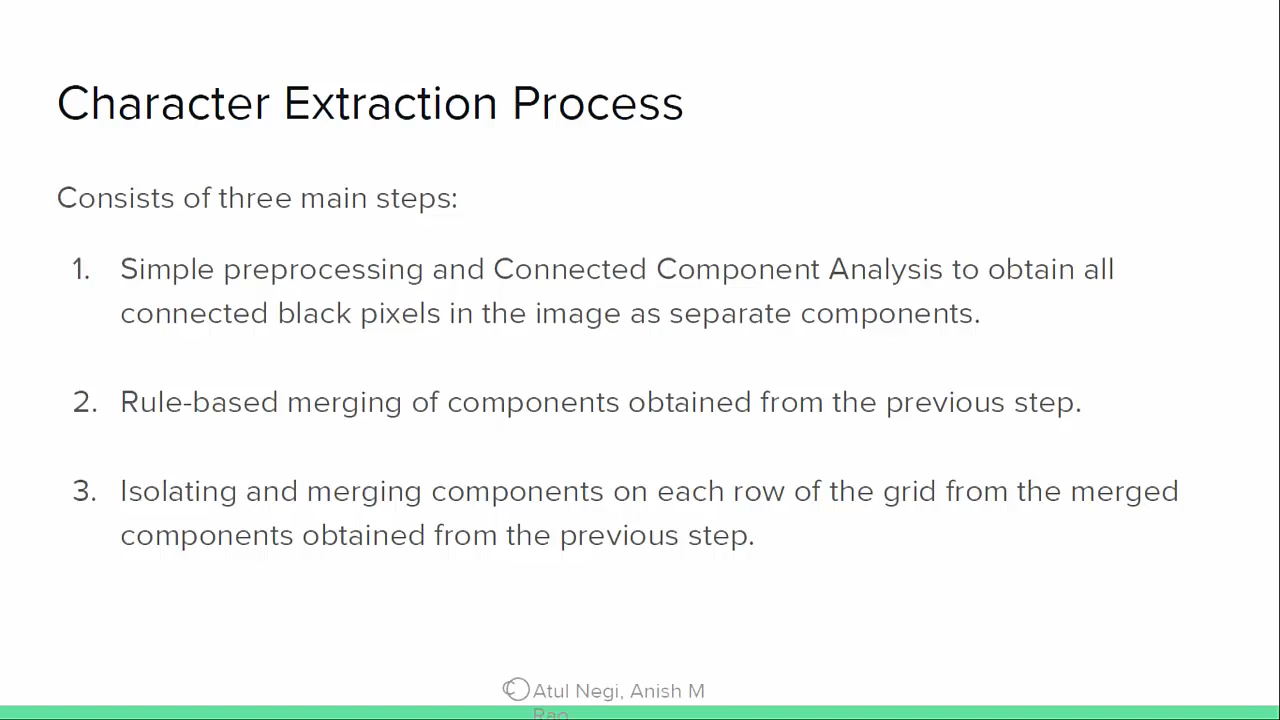 Character Extraction Process
Consists of three main steps:
1. Simple preprocessing and Connected Component Analysis to obtain all
connected black pixels in the image as separate components.
2. Rule-based merging of components obtained from the previous step.
3. Isolating and merging components on each row of the grid from the merged
components obtained from the previous step.
© Atul Negi, Anish M
Rao